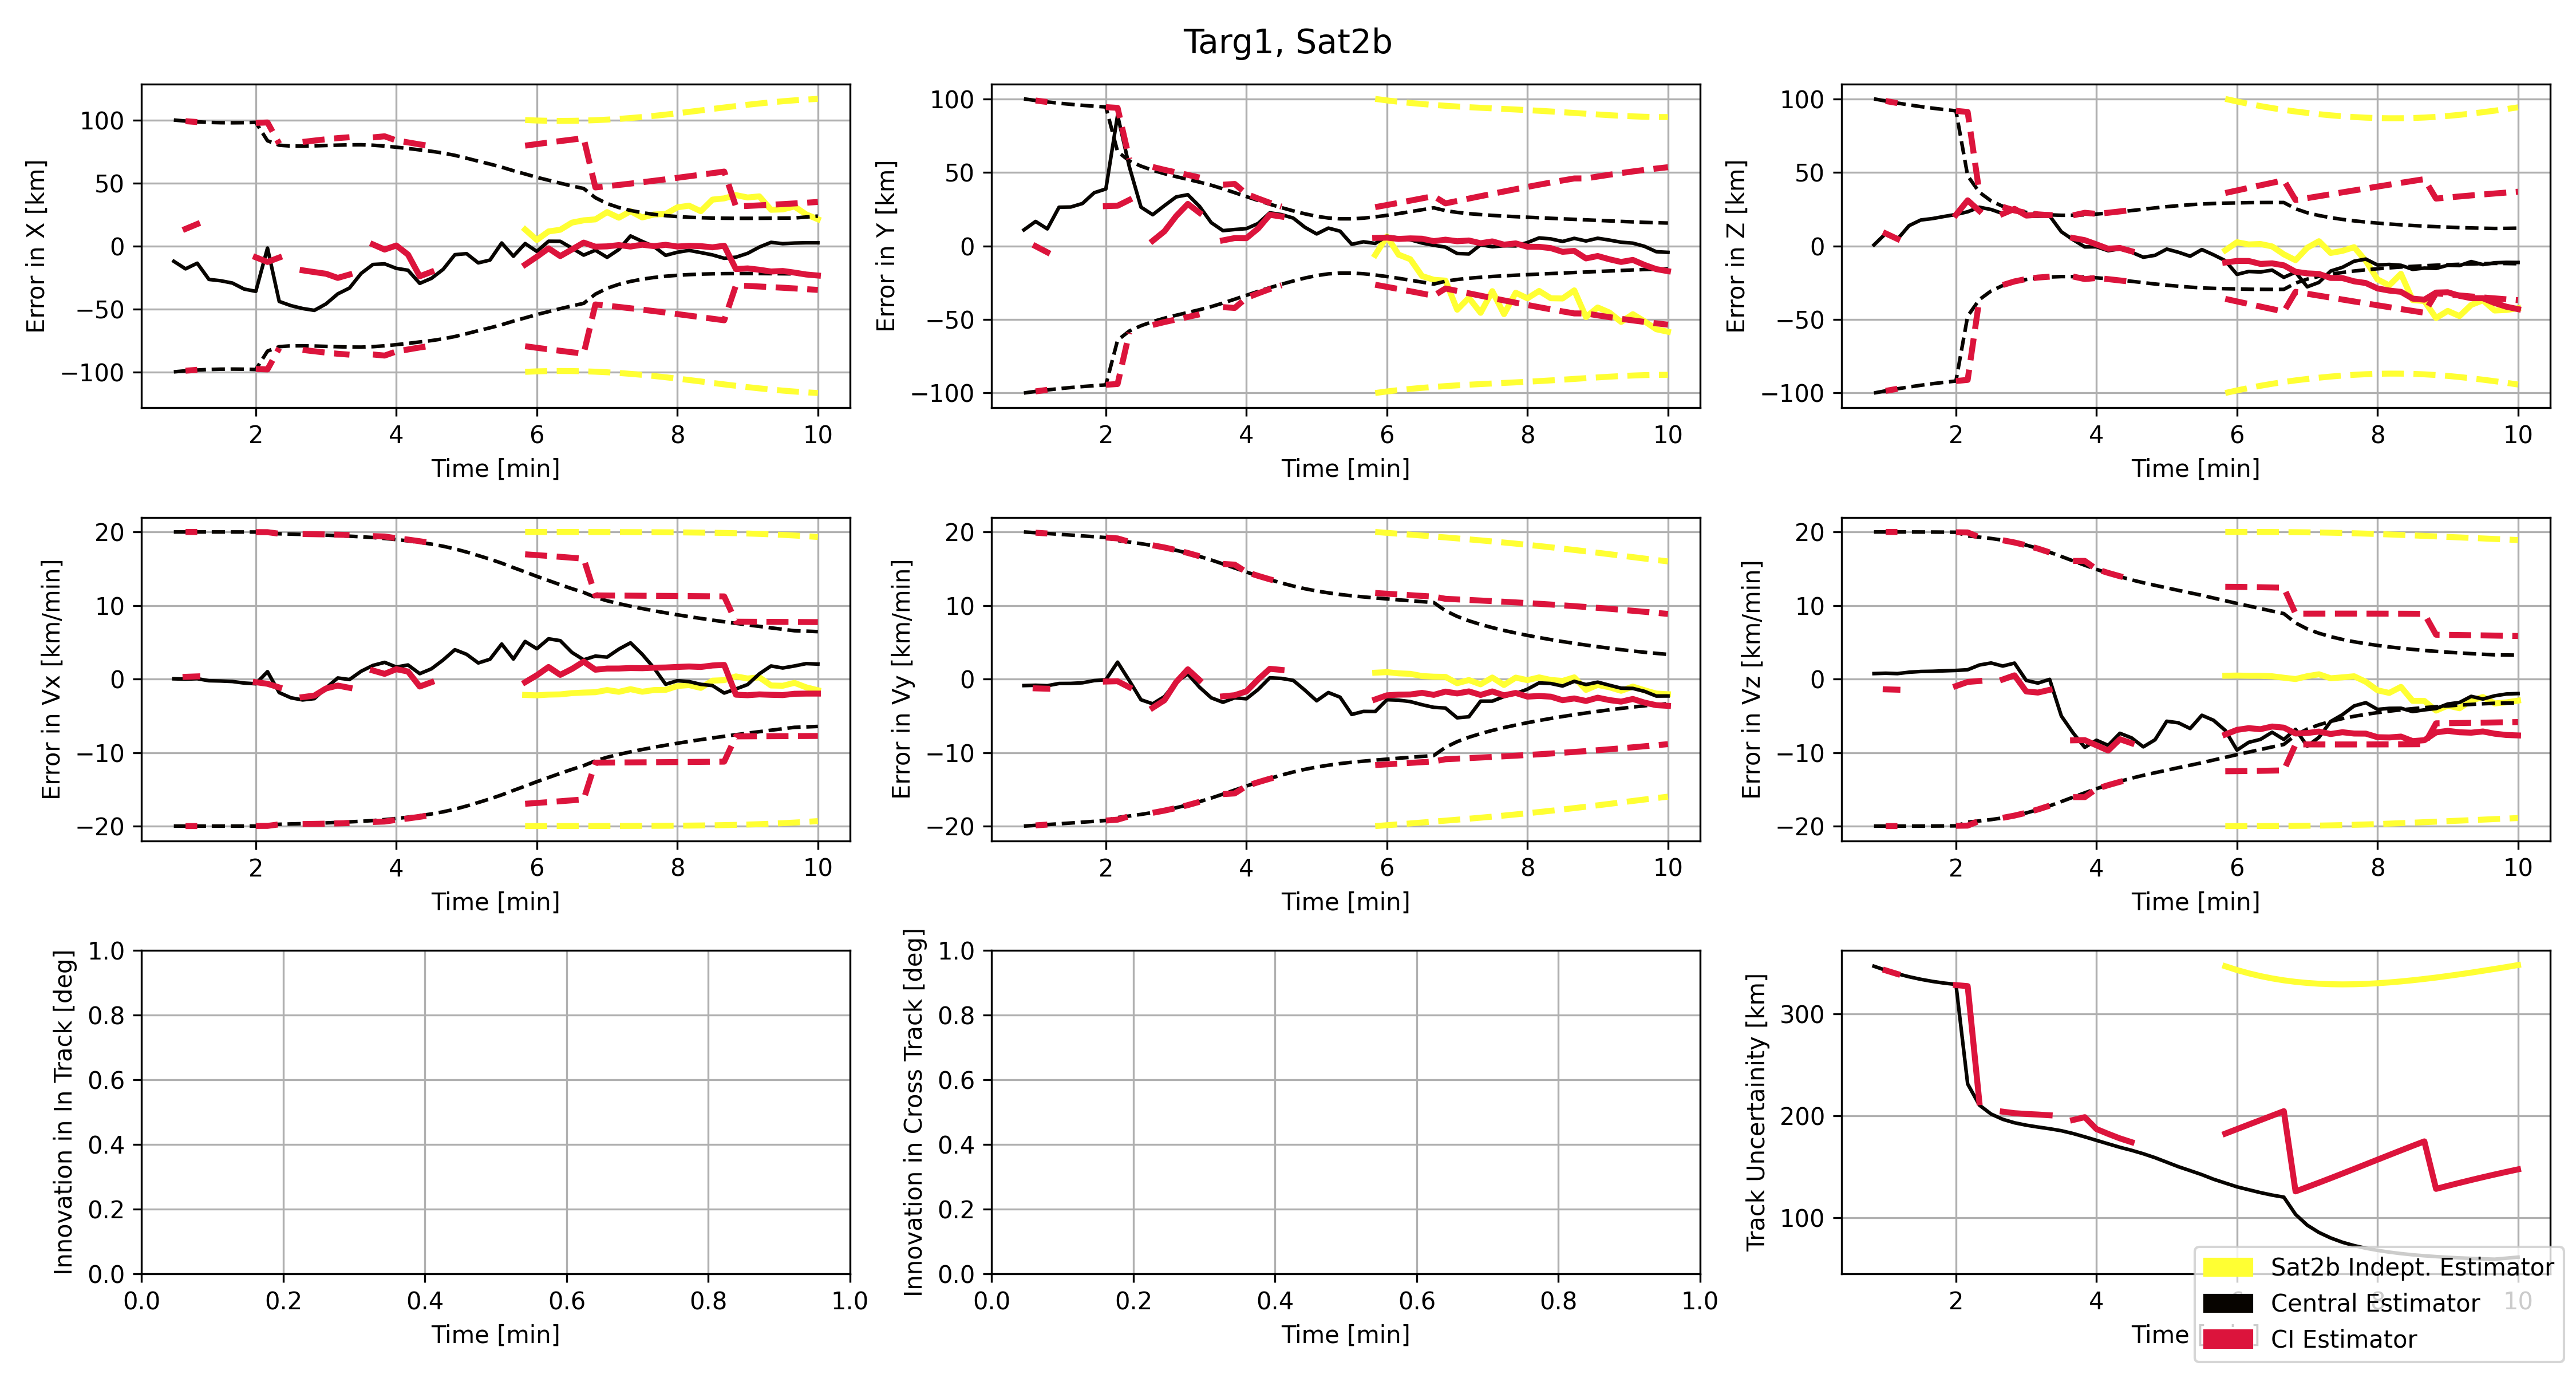 Targ1, Sat2b
Error in X [km]
100
50
0
−50
−100
2 4 6 8 10
Time [min]
Error in Y [km]
100
50
0
−50
−100
2 4 6 8 10
Time [min]
Error in Z [km]
100
50
0
−50
−100
2 4 6 8 10
Time [min]
Error in Vx [km/min]
20
10
0
−10
−20
2 4 6 8 10
Time [min]
Error in Vy [km/min]
20
10
0
−10
−20
2 4 6 8 10
Time [min]
Error in Vz [km/min]
20
10
0
−10
−20
2 4 6 8 10
Time [min]
Innovation in In Track [deg]
1.0
0.8
0.6
0.4
0.2
0.0
0.0 0.2 0.4 0.6 0.8 1.0
Time [min]
Innovation in Cross Track [deg]
1.0
0.8
0.6
0.4
0.2
0.0
0.0 0.2 0.4 0.6 0.8 1.0
Time [min]
Track Uncertainity [km]
300
200
100
2 4 10
Time
Sat2b Indept. Estimator
Central Estimator
CI Estimator